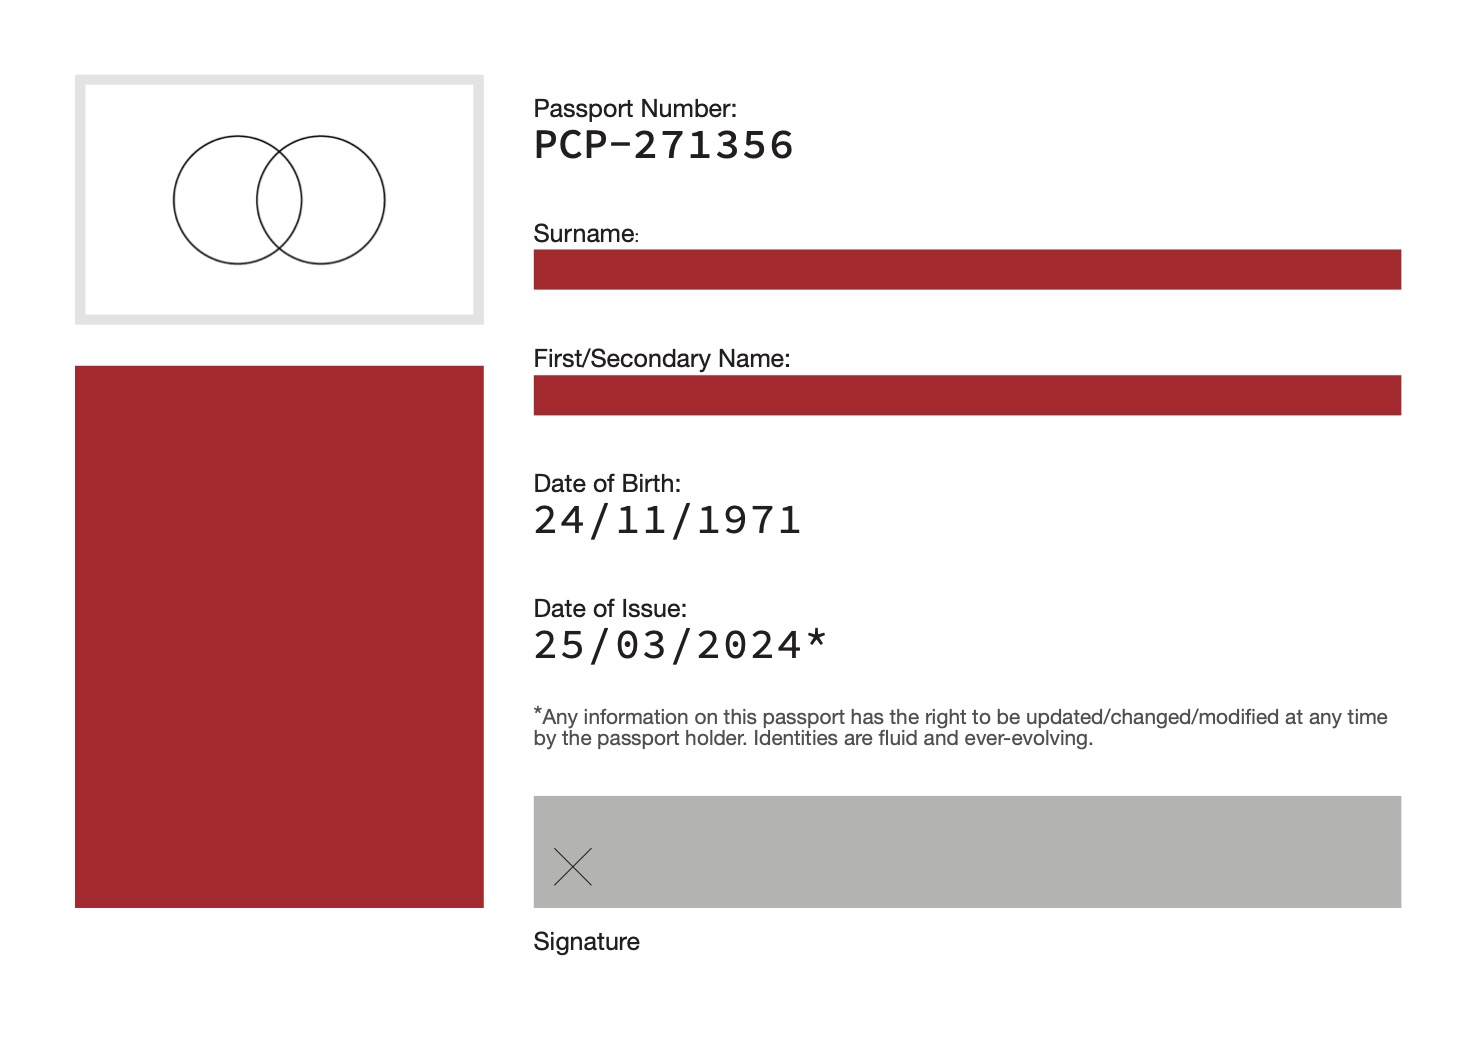 Passport Number:
PCP-271356
Surname:
First/Secondary Name:
Date of Birth:
24/11/1971
Date of Issue:
25/03/2024*
*Any information on this passport has the right to be updated/changed/modified at any time
by the passport holder. Identities are fluid and ever-evolving.
Signature